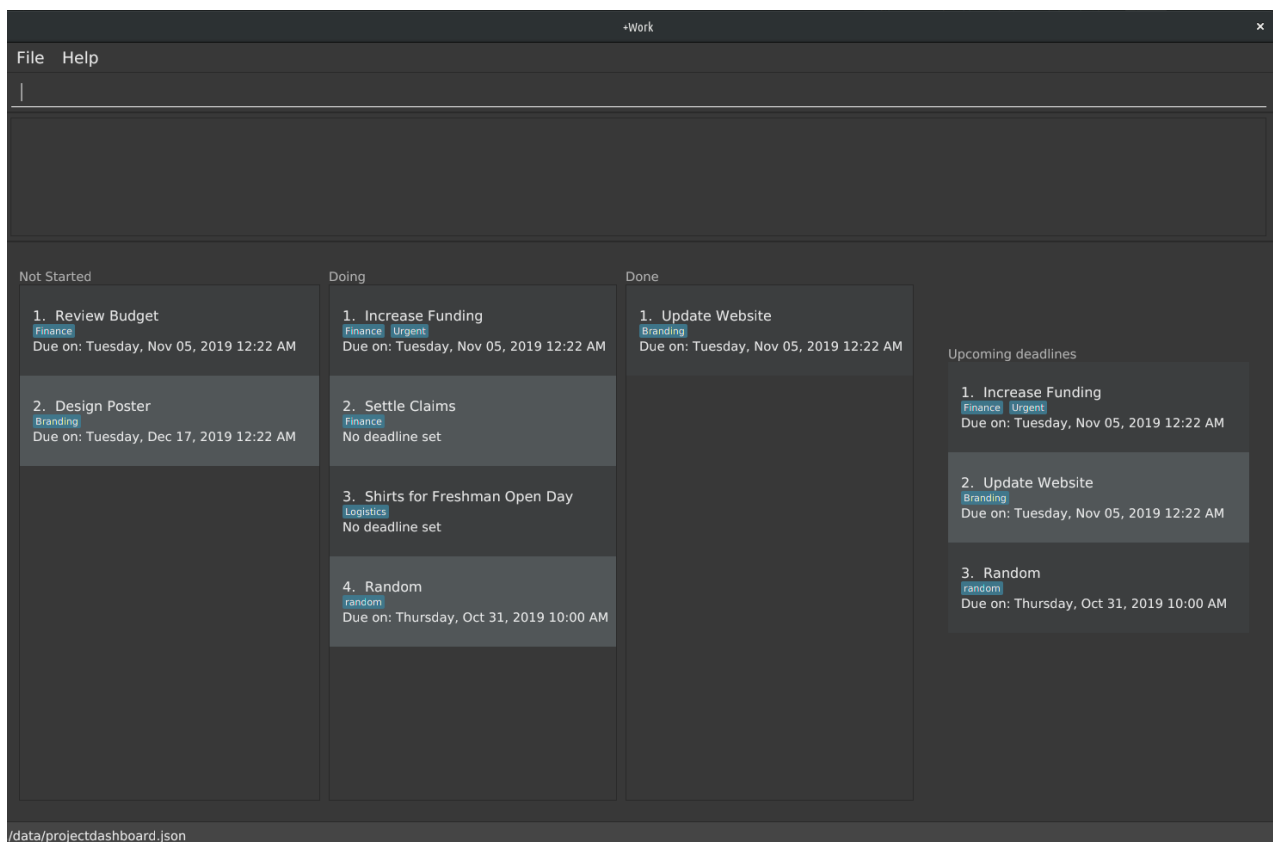 +Work
×
File Help
Not Started
1. Review Budget
Finance
Due on: Tuesday, Nov 05, 2019 12:22 AM
2. Design Poster
Branding
Due on: Tuesday, Dec 17, 2019 12:22 AM
Doing
1. Increase Funding
Finance Urgent
Due on: Tuesday, Nov 05, 2019 12:22 AM
2. Settle Claims
Finance
No deadline set
3. Shirts for Freshman Open Day
Logistics
No deadline set
4. Random
random
Due on: Thursday, Oct 31, 2019 10:00 AM
Done
1. Update Website
Branding
Due on: Tuesday, Nov 05, 2019 12:22 AM
Upcoming deadlines
1. Increase Funding
Finance Urgent
Due on: Tuesday, Nov 05, 2019 12:22 AM
2. Update Website
Branding
Due on: Tuesday, Nov 05, 2019 12:22 AM
3. Random
random
Due on: Thursday, Oct 31, 2019 10:00 AM
/data/projectdashboard.json